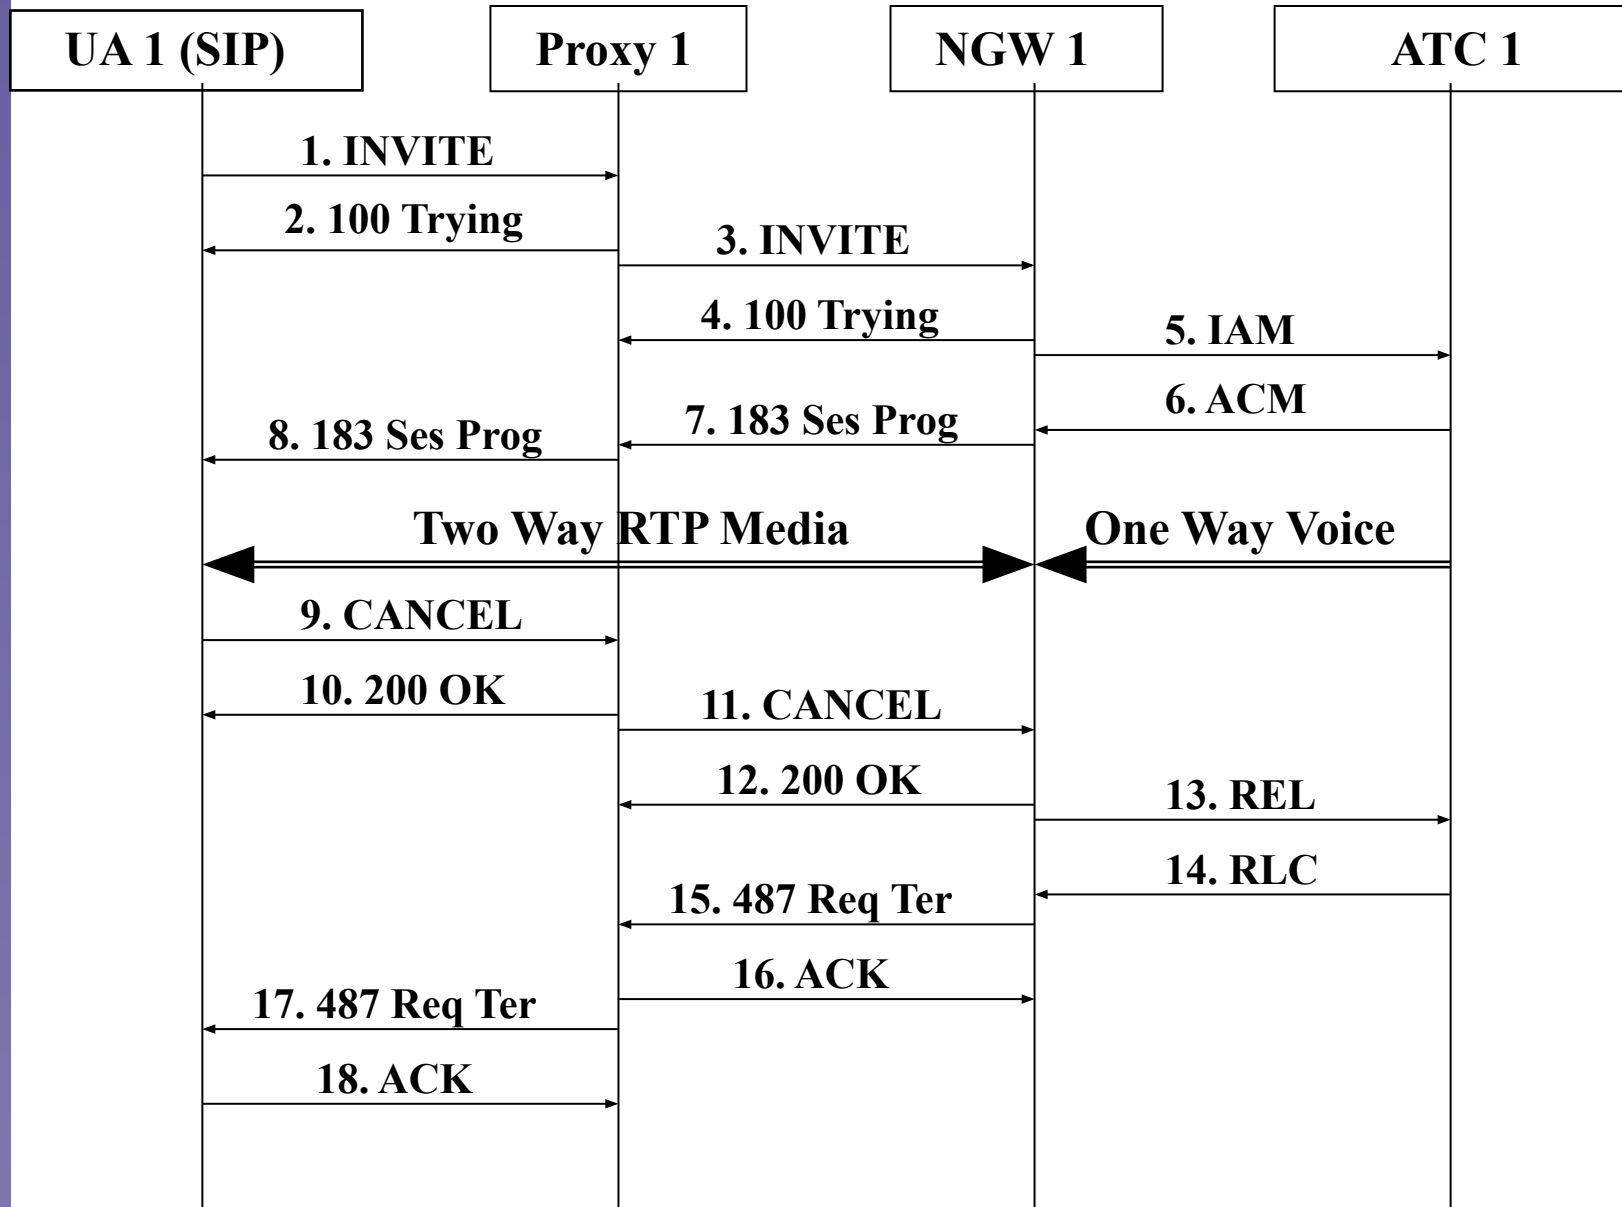 UA 1 (SIP)
Proxy 1
NGW 1
ATC 1
1. INVITE
2. 100 Trying
3. INVITE
4. 100 Trying
5. IAM
6. ACM
7. 183 Ses Prog
8. 183 Ses Prog
Two Way RTP Media
One Way Voice
9. CANCEL
10. 200 OK
11. CANCEL
12. 200 OK
13. REL
14. RLC
15. 487 Req Ter
16. ACK
17. 487 Req Ter
18. ACK